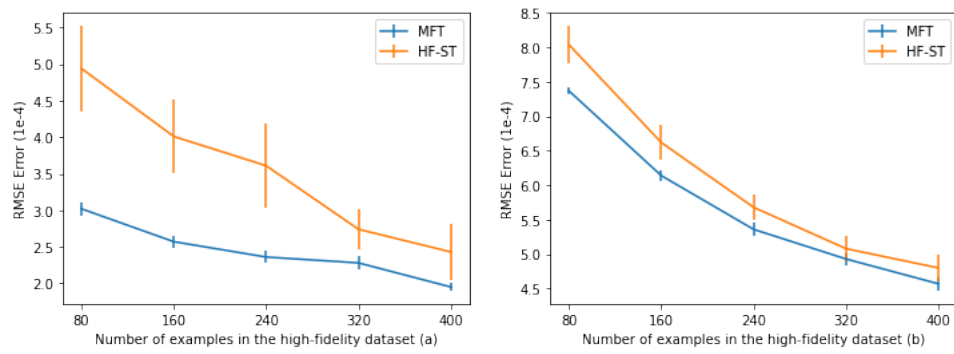 MFT
HF-ST
RMSE Error (1e-4)
5.5
5.0
4.5
4.0
3.5
3.0
2.5
2.0
80 160 240 320 400
Number of examples in the high-fidelity dataset (a)
MFT
HF-ST
RMSE Error (1e-4)
8.5
8.0
7.5
7.0
6.5
6.0
5.5
5.0
4.5
80 160 240 320 400
Number of examples in the high-fidelity dataset (b)